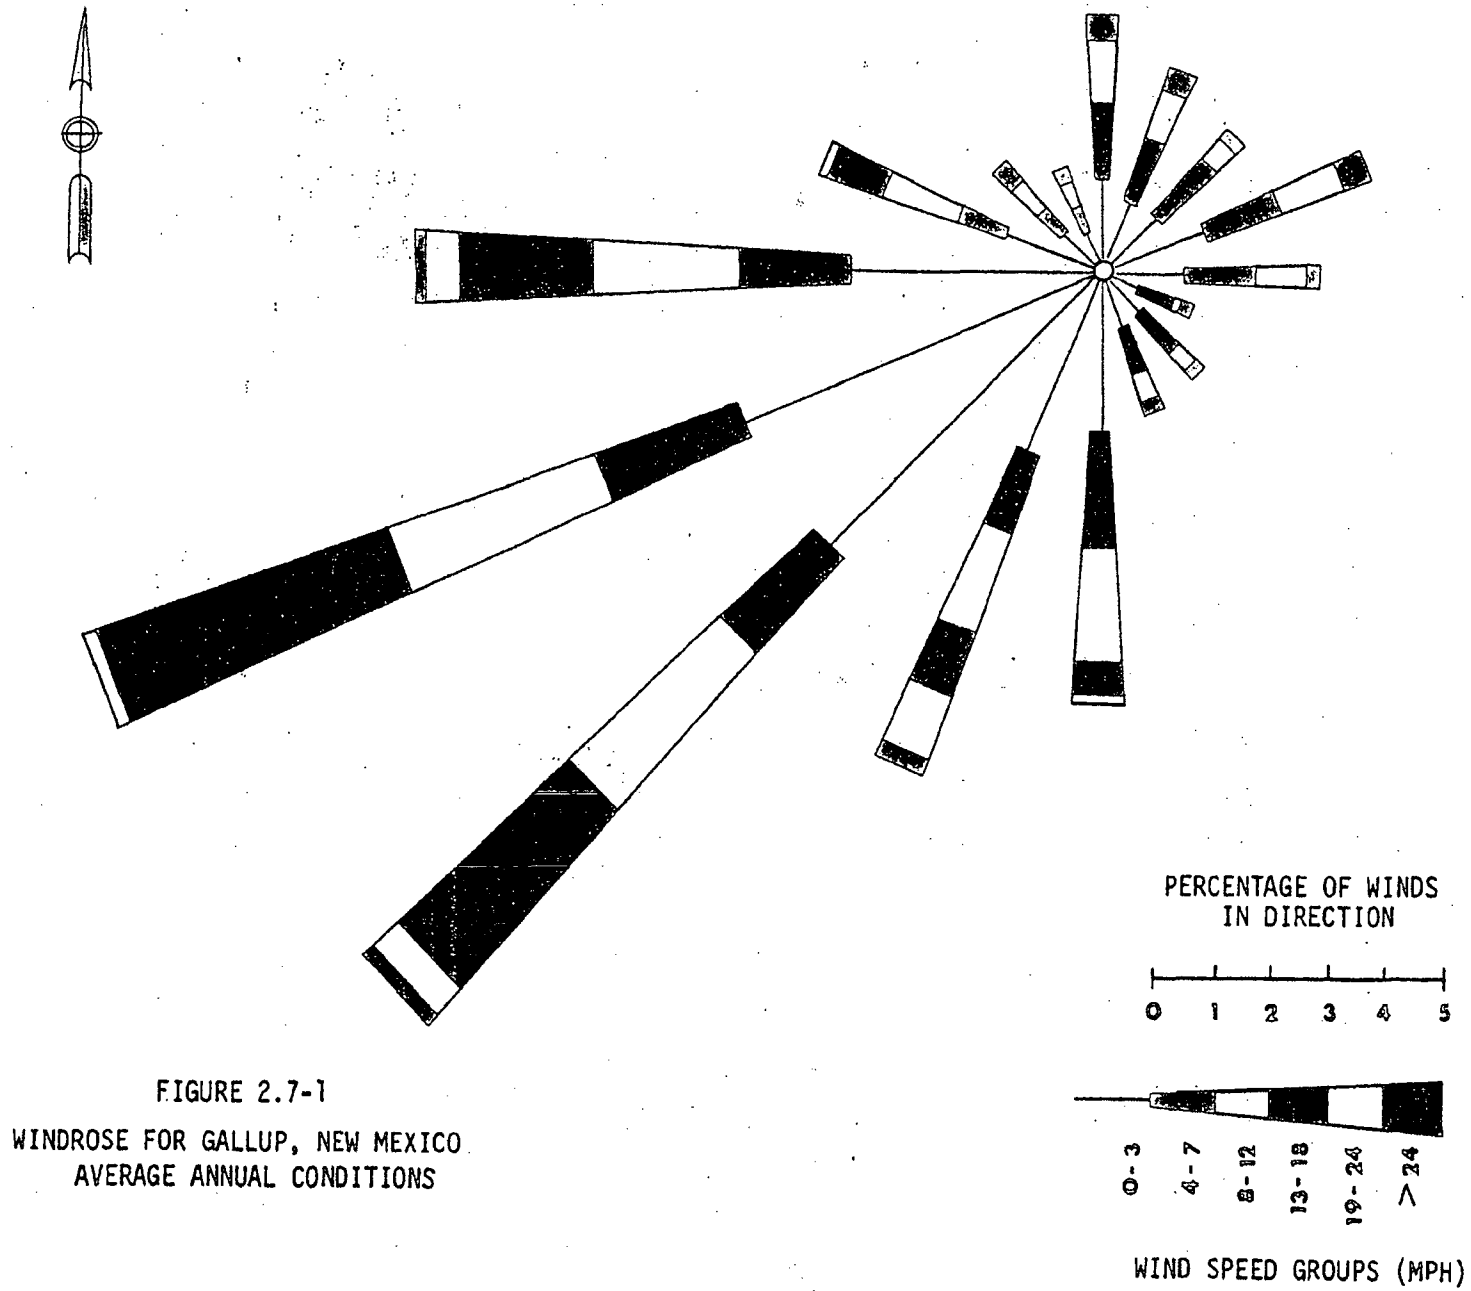 PERCENTAGE OF WINDS
IN DIRECTION
0 1 2 3 4 5
FIGURE 2.7-1
WINDROSE FOR GALLUP, NEW MEXICO
AVERAGE ANNUAL CONDITIONS
0-3
4-7
8-12
13-18
19-24
>24
WIND SPEED GROUPS (MPH)